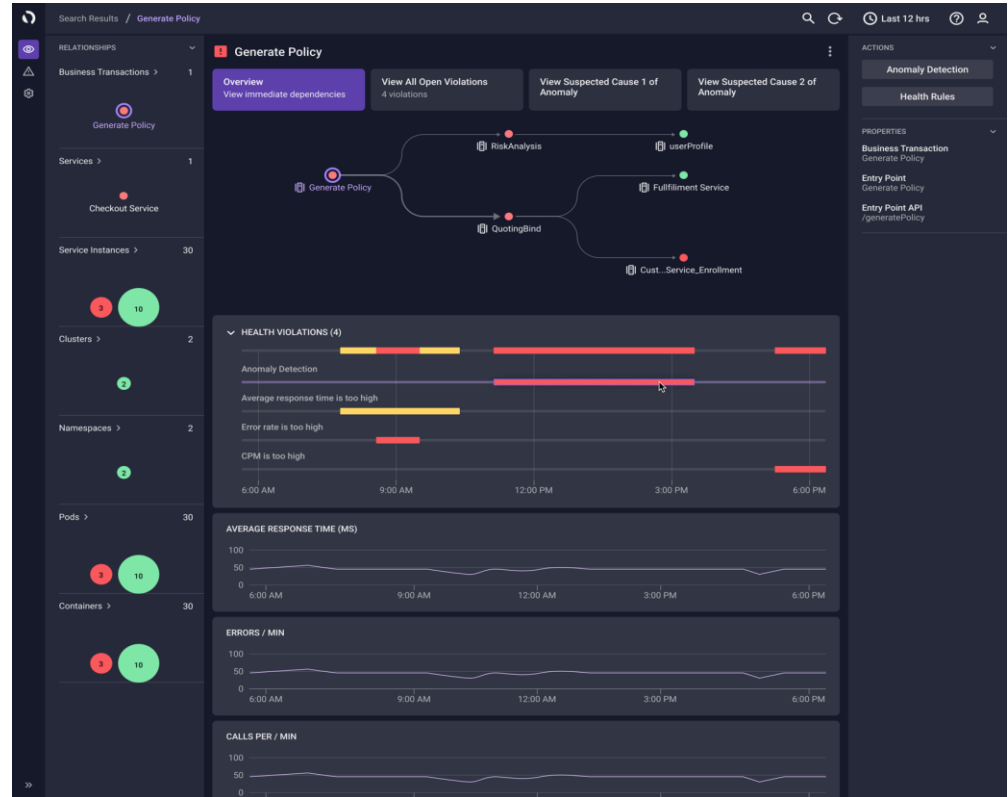 Search Results / Generate Policy
Last 12 hrs
RELATIONSHIPS
Business Transactions > 1
Generate Policy
Services > 1
Checkout Service
Service Instances > 30
3 10
Clusters > 2
2
Namespaces > 2
2
Pods > 30
3 10
Containers > 30
3 10
Generate Policy
Overview
View immediate dependencies
View All Open Violations
4 violations
View Suspected Cause 1 of
Anomaly
View Suspected Cause 2 of
Anomaly
RiskAnalysis
userProfile
Generate Policy
Fullfiliment Service
QuotingBind
Cust...Service_Enrollment
HEALTH VIOLATIONS (4)
Anomaly Detection
Average response time is too high
Error rate is too high
CPM is too high
6:00 AM 9:00 AM 12:00 PM 3:00 PM 6:00 PM
AVERAGE RESPONSE TIME (MS)
100
50
0
6:00 AM 9:00 AM 12:00 AM 3:00 PM 6:00 PM
ERRORS / MIN
100
50
0
6:00 AM 9:00 AM 12:00 AM 3:00 PM 6:00 PM
CALLS PER / MIN
100
50
ACTIONS
Anomaly Detection
Health Rules
PROPERTIES
Business Transaction
Generate Policy
Entry Point
Generate Policy
Entry Point API
/generatePolicy